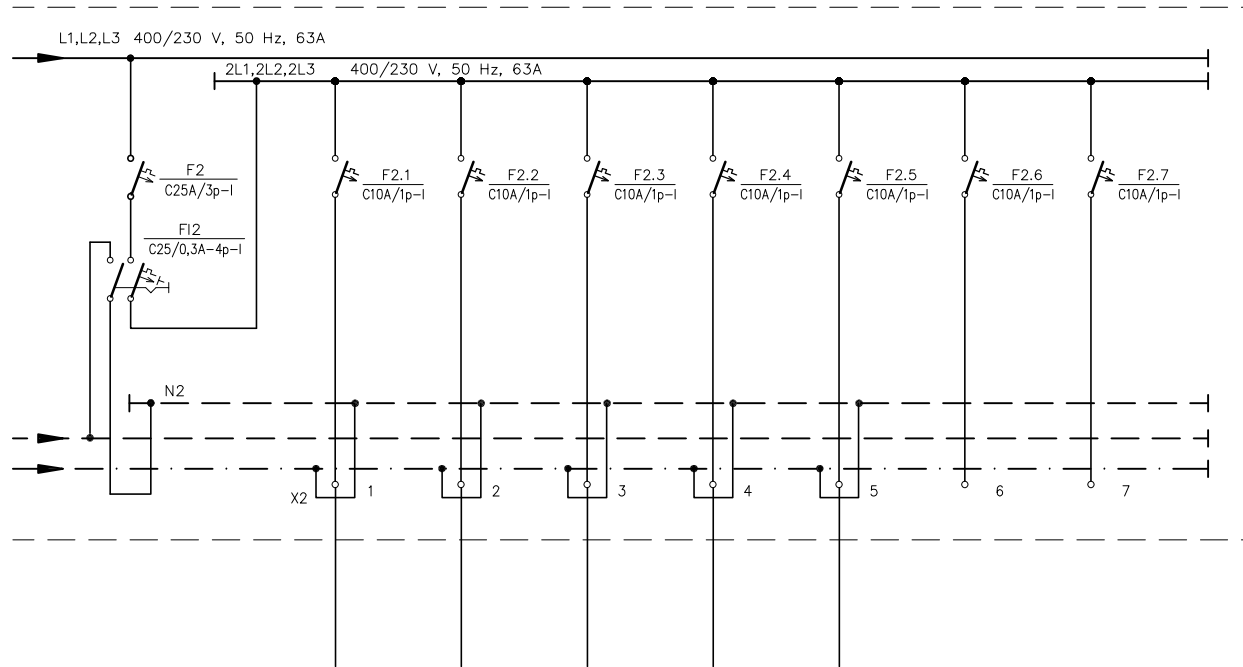 L1,L2,L3 400/230 V, 50 Hz, 63A
2L1,2L2,2L3 400/230 V, 50 Hz, 63A
F2
C25A/3p-I
F2.1
C10A/1p-I
F2.2
C10A/1p-I
F2.3
C10A/1p-I
F2.4
C10A/1p-I
F2.5
C10A/1p-I
F2.6
C10A/1p-I
F2.7
C10A/1p-I
FI2
C25/0,3A-4p-I
N2
X2
1
2
3
4
5
6
7